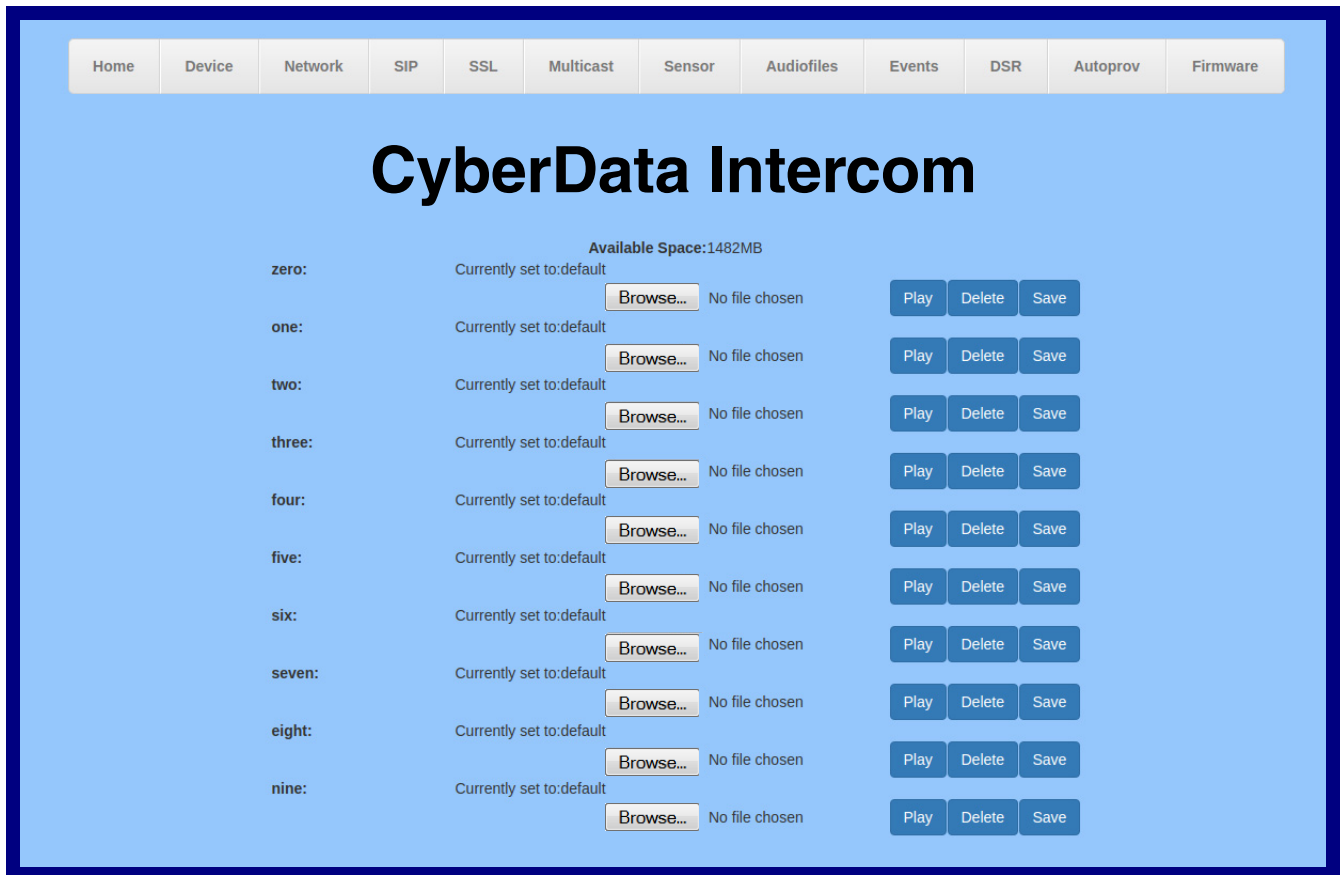 Home Device Network SIP SSL Multicast Sensor Audiofiles Events DSR Autoprov Firmware
CyberData Intercom
Available Space:1482MB
zero: Currently set to:default
Browse... No file chosen Play Delete Save
one: Currently set to:default
Browse... No file chosen Play Delete Save
two: Currently set to:default
Browse... No file chosen Play Delete Save
three: Currently set to:default
Browse... No file chosen Play Delete Save
four: Currently set to:default
Browse... No file chosen Play Delete Save
five: Currently set to:default
Browse... No file chosen Play Delete Save
six: Currently set to:default
Browse... No file chosen Play Delete Save
seven: Currently set to:default
Browse... No file chosen Play Delete Save
eight: Currently set to:default
Browse... No file chosen Play Delete Save
nine: Currently set to:default
Browse... No file chosen Play Delete Save